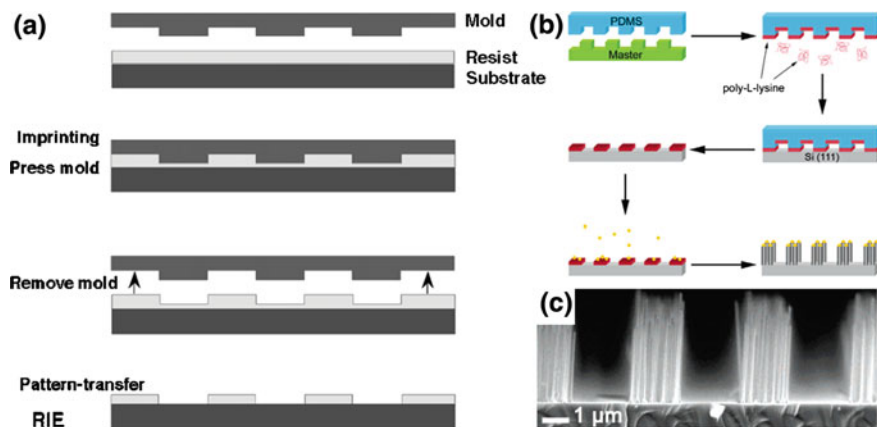 (a)
Mold
Resist
Substrate
Imprinting
Press mold
Remove mold
Pattern-transfer
RIE
(b)
PDMS
Master
poly-L-lysine
Si (111)
(c)
1 μm